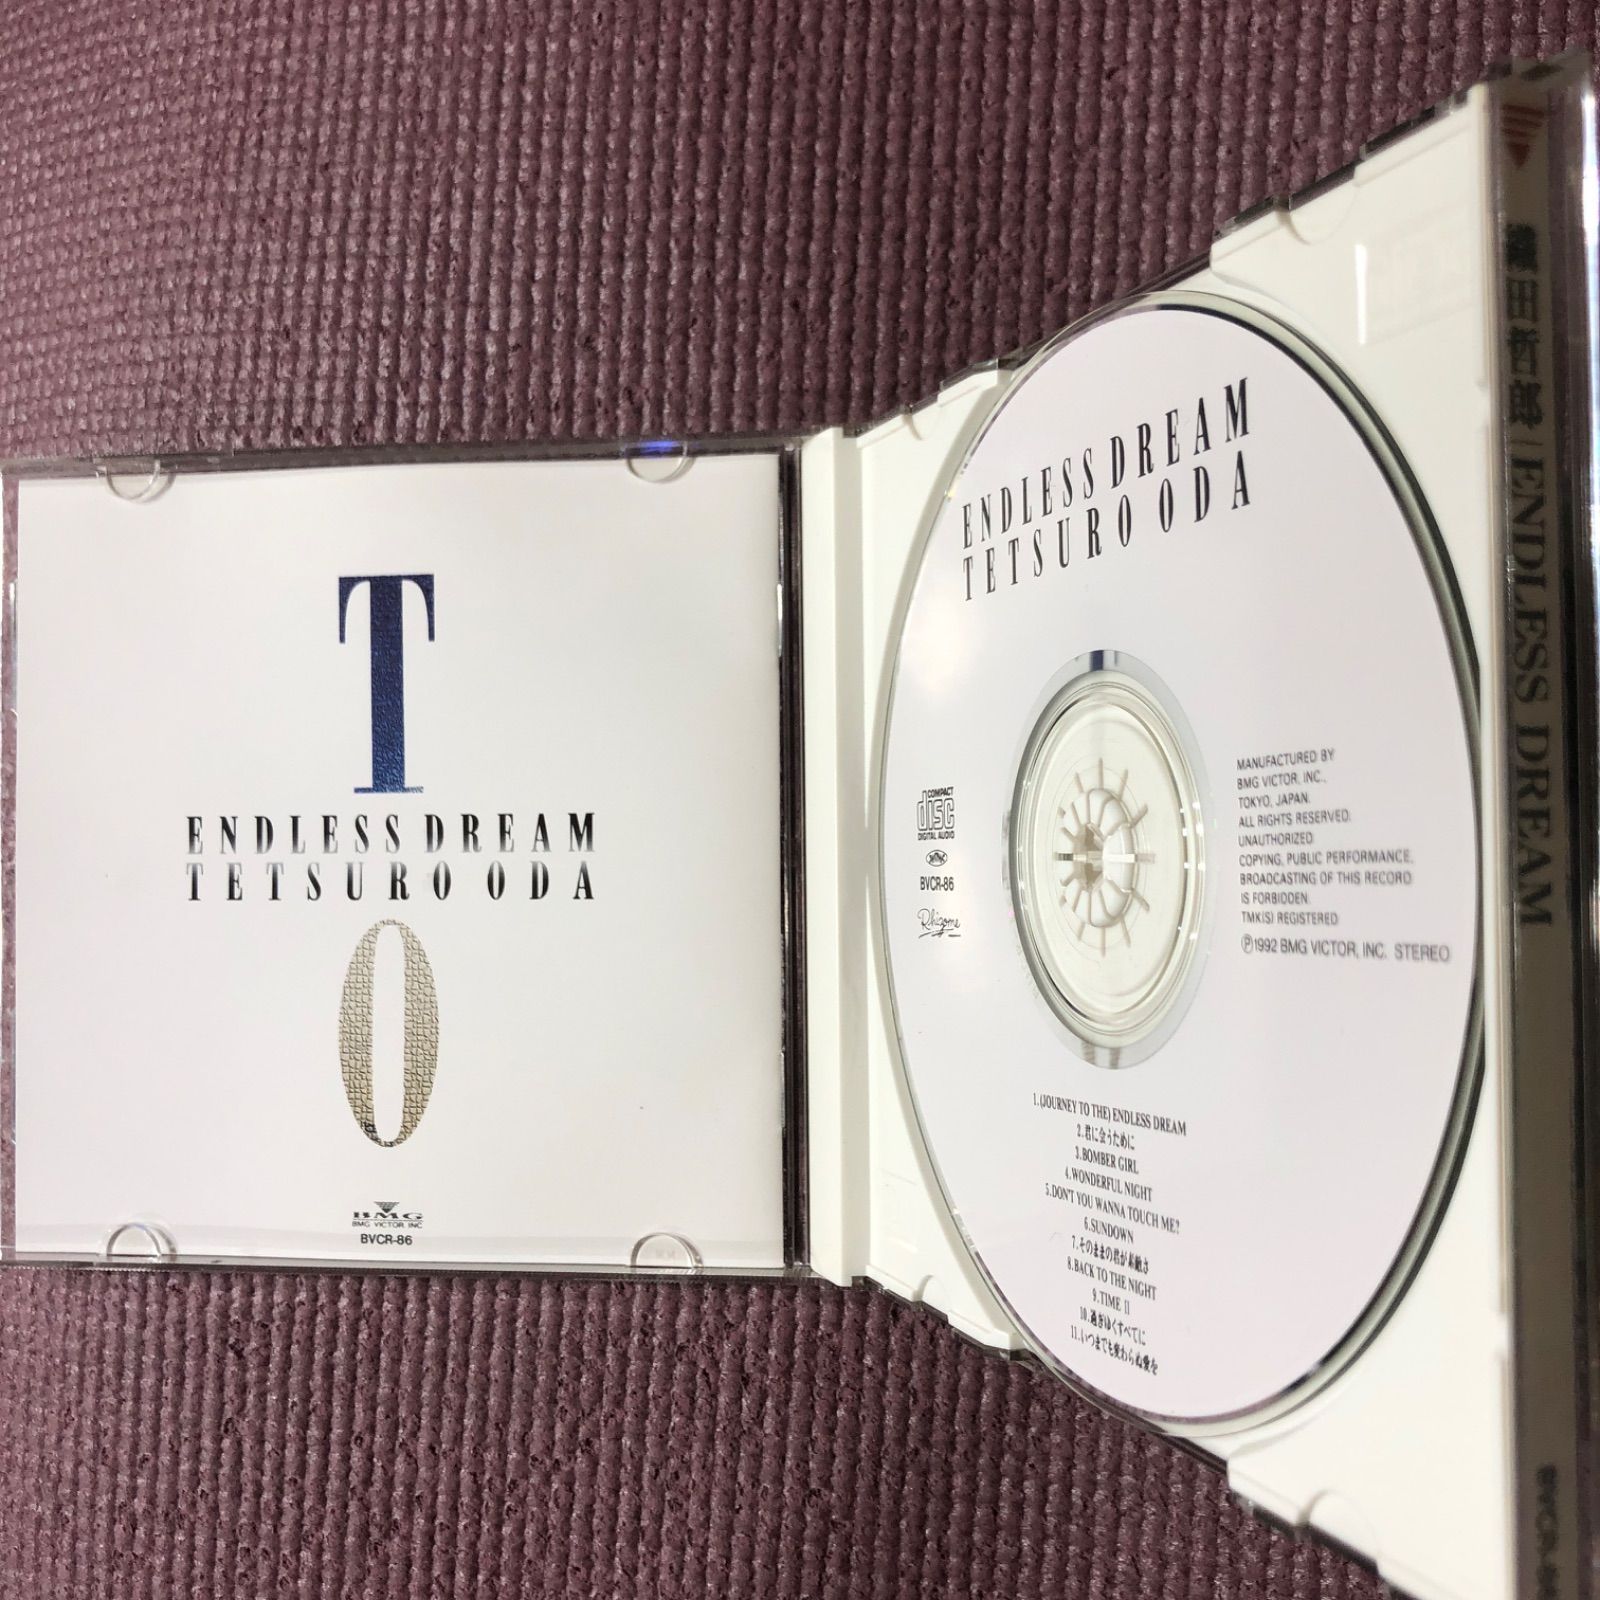 T
ENDLESS DREAM
TETSURO ODA
O
BMG
BMG VICTOR, INC
BVCR-86
ENDLESS DREAM
TETSURO ODA
COMPACT
disc
DIGITAL AUDIO
BVCR-86
Rhizome
MANUFACTURED BY
BMG VICTOR, INC.,
TOKYO, JAPAN.
ALL RIGHTS RESERVED.
UNAUTHORIZED
COPYING, PUBLIC PERFORMANCE,
BROADCASTING OF THIS RECORD
IS FORBIDDEN.
TMK(S) REGISTERED
Ⓟ1992 BMG VICTOR, INC. STEREO
1.(JOURNEY TO THE) ENDLESS DREAM
2.君に会うために
3.BOMBER GIRL
4.WONDERFUL NIGHT
5.DON'T YOU WANNA TOUCH ME?
6.SUNDOWN
7.そのままの君が素敵さ
8.BACK TO THE NIGHT
9.TIME II
10.過ぎゆくすべてに
11.いつまでも変わらぬ愛を
織田哲郎/ENDLESS DREAM